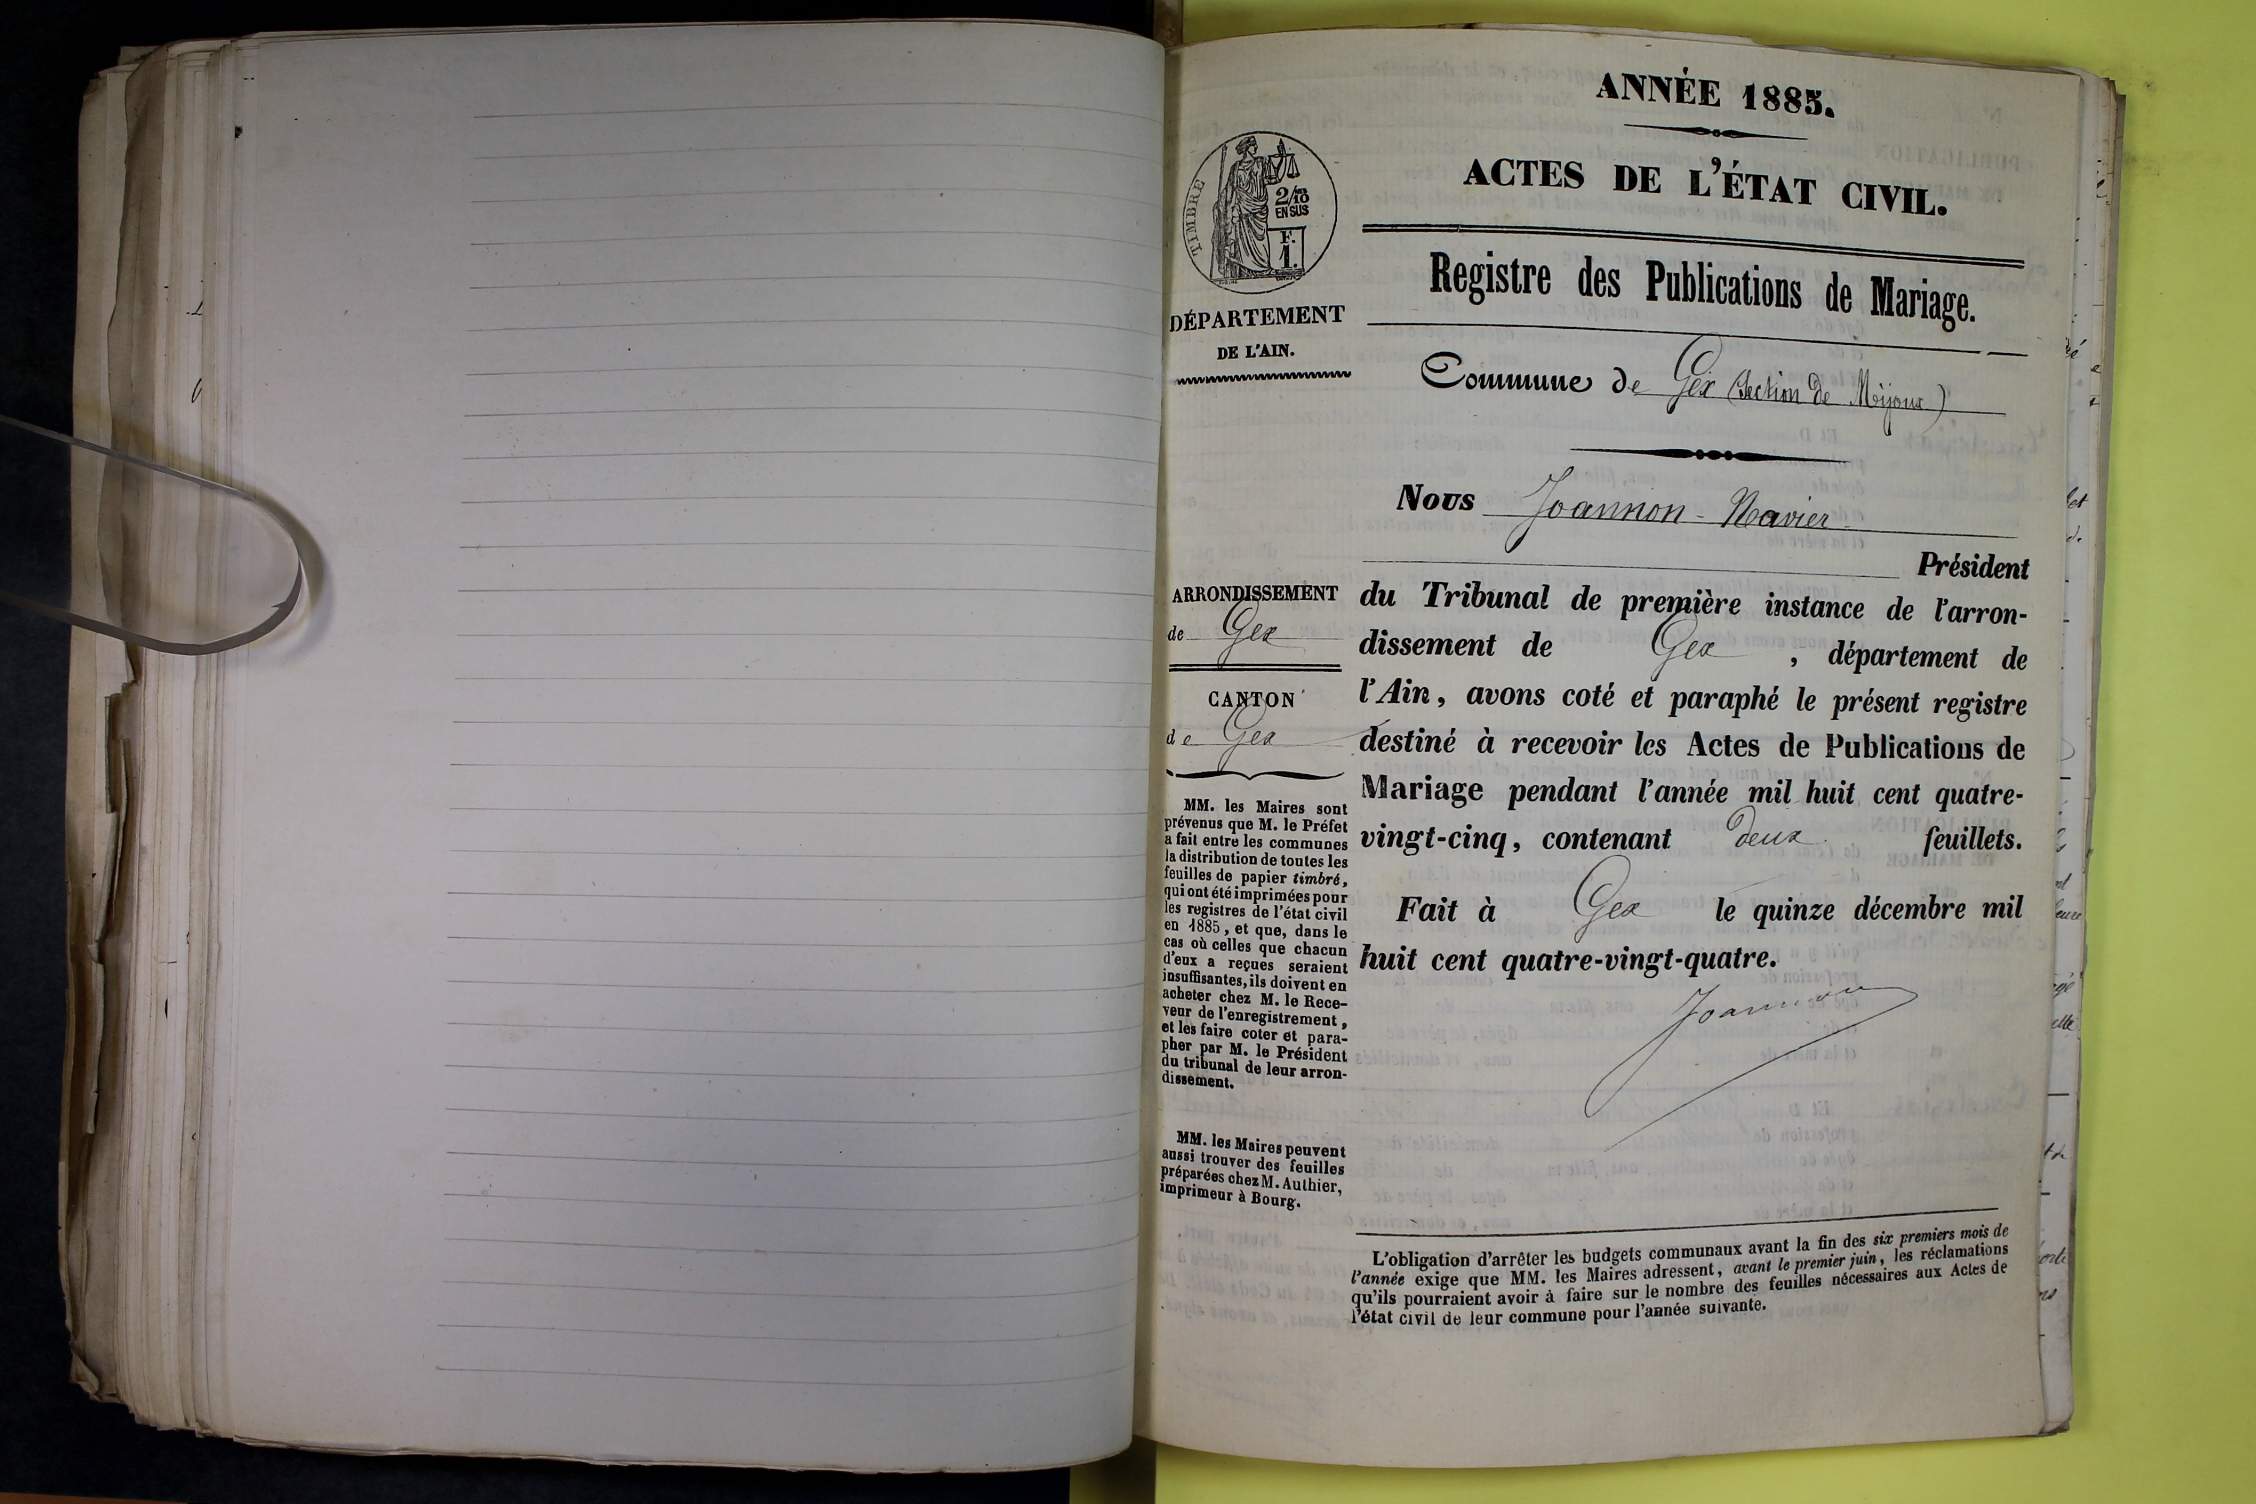 ANNÉE 1885.
ACTES DE L'ÉTAT CIVIL.
TIMBRE
2/10
EN SUS
F.
1.
DÉPARTEMENT
DE L'AIN.
Registre des Publications de Mariage.
Commune de Gex (Section de Mijoux)
Nous Joannon-Navier
Président
du Tribunal de première instance de l'arron-
dissement de Gex, département de
l'Ain, avons coté et paraphé le présent registre
destiné à recevoir les Actes de Publications de
Mariage pendant l'année mil huit cent quatre-
vingt-cinq, contenant deux feuillets.
Fait à Gex le quinze décembre mil
huit cent quatre-vingt-quatre.
Joannon
ARRONDISSEMENT
de Gex
CANTON
de Gex
MM. les Maires sont
prévenus que M. le Préfet
a fait entre les communes
la distribution de toutes les
feuilles de papier timbré,
qui ont été imprimées pour
les registres de l'état civil
en 1885, et que, dans le
cas où celles que chacun
d'eux a reçues seraient
insuffisantes, ils doivent en
acheter chez M. le Rece-
veur de l'enregistrement,
et les faire coter et para-
pher par M. le Président
du tribunal de leur arron-
dissement.
MM. les Maires peuvent
aussi trouver des feuilles
préparées chez M. Authier,
imprimeur à Bourg.
L'obligation d'arrêter les budgets communaux avant la fin des six premiers mois de
l'année exige que MM. les Maires adressent, avant le premier juin, les réclamations
qu'ils pourraient avoir à faire sur le nombre des feuilles nécessaires aux Actes de
l'état civil de leur commune pour l'année suivante.